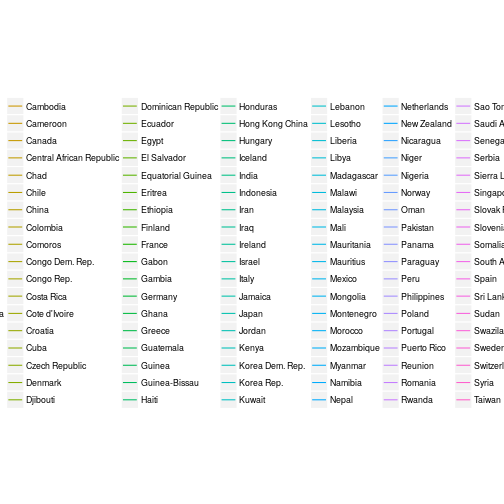 Cambodia
Cameroon
Canada
Central African Republic
Chad
Chile
China
Colombia
Comoros
Congo Dem. Rep.
Congo Rep.
Costa Rica
Cote d'Ivoire
Croatia
Cuba
Czech Republic
Denmark
Djibouti
Dominican Republic
Ecuador
Egypt
El Salvador
Equatorial Guinea
Eritrea
Ethiopia
Finland
France
Gabon
Gambia
Germany
Ghana
Greece
Guatemala
Guinea
Guinea-Bissau
Haiti
Honduras
Hong Kong China
Hungary
Iceland
India
Indonesia
Iran
Iraq
Ireland
Israel
Italy
Jamaica
Japan
Jordan
Kenya
Korea Dem. Rep.
Korea Rep.
Kuwait
Lebanon
Lesotho
Liberia
Libya
Madagascar
Malawi
Malaysia
Mali
Mauritania
Mauritius
Mexico
Mongolia
Montenegro
Morocco
Mozambique
Myanmar
Namibia
Nepal
Netherlands
New Zealand
Nicaragua
Niger
Nigeria
Norway
Oman
Pakistan
Panama
Paraguay
Peru
Philippines
Poland
Portugal
Puerto Rico
Reunion
Romania
Rwanda
Sao Tor
Saudi A
Senega
Serbia
Sierra L
Singapo
Slovak
Sloveni
Somalia
South A
Spain
Sri Lank
Sudan
Swazila
Sweden
Switzerl
Syria
Taiwan